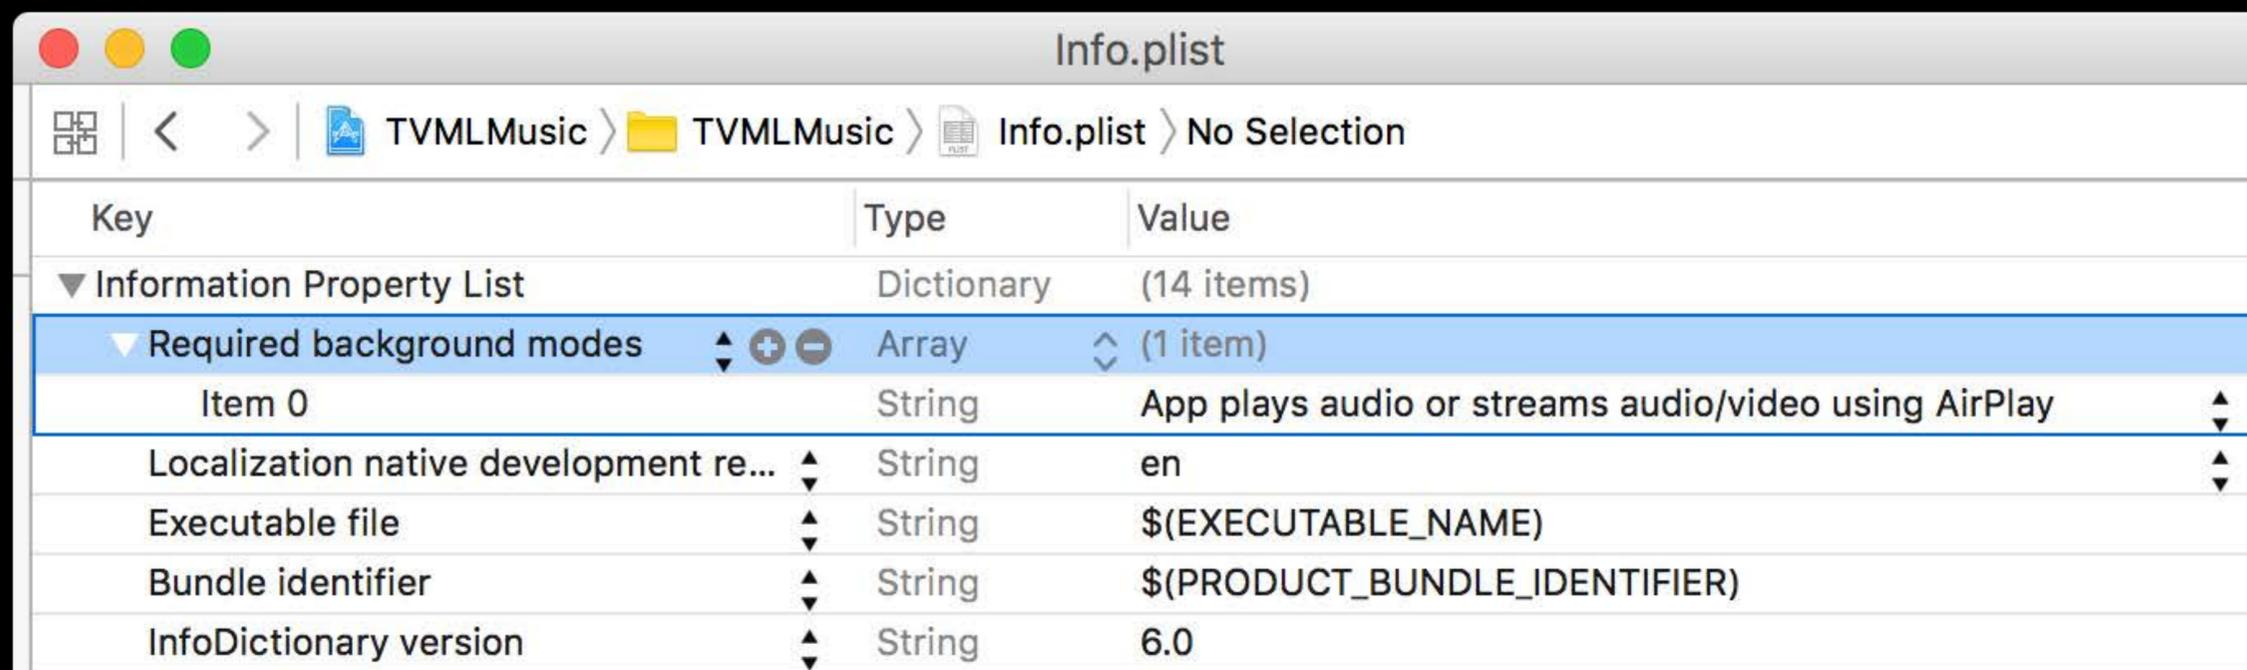 Info.plist
TVMLMusic TVMLMusic Info.plist No Selection
Key Type Value
Information Property List Dictionary (14 items)
Required background modes Array (1 item)
Item 0 String App plays audio or streams audio/video using AirPlay
Localization native development re... String en
Executable file String $(EXECUTABLE_NAME)
Bundle identifier String $(PRODUCT_BUNDLE_IDENTIFIER)
InfoDictionary version String 6.0